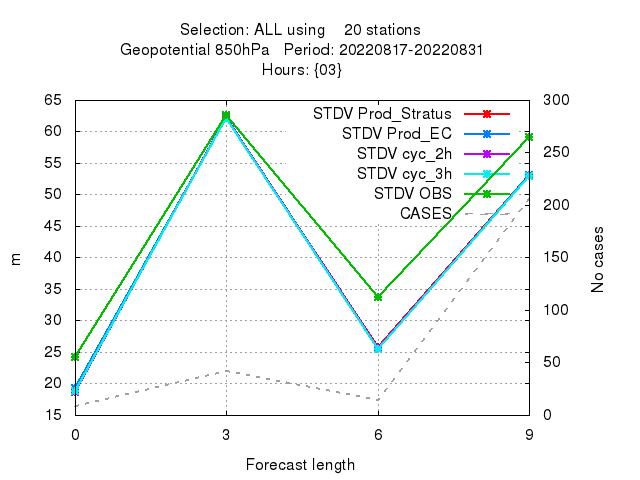 Selection: ALL using    20 stations
Geopotential 850hPa   Period: 20220817-20220831
Hours: {03}
65
60
55
50
45
40
35
30
25
20
15
m
STDV Prod_Stratus
STDV Prod_EC
STDV cyc_2h
STDV cyc_3h
STDV OBS
CASES
300
250
200
150
100
50
0
No cases
0 3 6 9
Forecast length